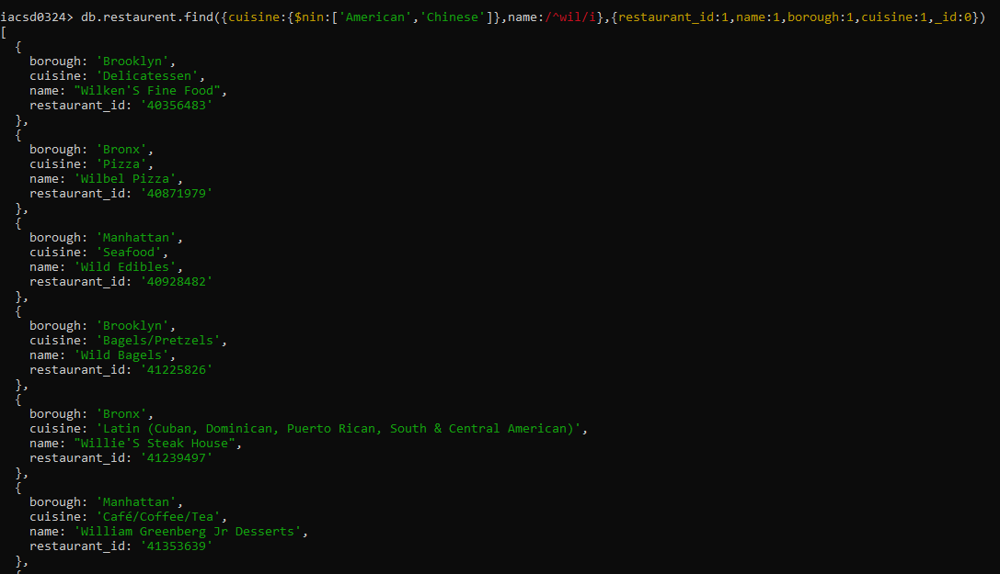 iacsd0324> db.restaurent.find({cuisine:{$nin:['American','Chinese']},name:/^wil/i},{restaurant_id:1,name:1,borough:1,cuisine:1,_id:0})
[
  {
    borough: 'Brooklyn',
    cuisine: 'Delicatessen',
    name: "Wilken'S Fine Food",
    restaurant_id: '40356483'
  },
  {
    borough: 'Bronx',
    cuisine: 'Pizza',
    name: 'Wilbel Pizza',
    restaurant_id: '40871979'
  },
  {
    borough: 'Manhattan',
    cuisine: 'Seafood',
    name: 'Wild Edibles',
    restaurant_id: '40928482'
  },
  {
    borough: 'Brooklyn',
    cuisine: 'Bagels/Pretzels',
    name: 'Wild Bagels',
    restaurant_id: '41225826'
  },
  {
    borough: 'Bronx',
    cuisine: 'Latin (Cuban, Dominican, Puerto Rican, South & Central American)',
    name: "Willie'S Steak House",
    restaurant_id: '41239497'
  },
  {
    borough: 'Manhattan',
    cuisine: 'Café/Coffee/Tea',
    name: 'William Greenberg Jr Desserts',
    restaurant_id: '41353639'
  },
  {